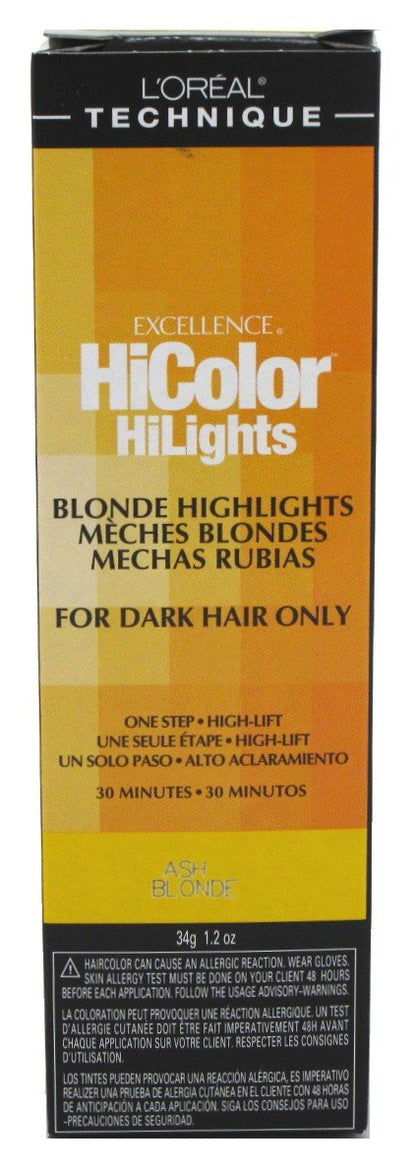 L'ORÉAL®
TECHNIQUE
EXCELLENCE®
HiColor™
HiLights
BLONDE HIGHLIGHTS
MÈCHES BLONDES
MECHAS RUBIAS
FOR DARK HAIR ONLY
ONE STEP • HIGH-LIFT
UNE SEULE ÉTAPE • HIGH-LIFT
UN SOLO PASO • ALTO ACLARAMIENTO
30 MINUTES • 30 MINUTOS
ASH
BLONDE
34g 1.2 oz
HAIRCOLOR CAN CAUSE AN ALLERGIC REACTION. WEAR GLOVES.
SKIN ALLERGY TEST MUST BE DONE ON YOUR CLIENT 48 HOURS
BEFORE EACH APPLICATION. FOLLOW THE USAGE ADVISORY–WARNINGS.
LA COLORATION PEUT PROVOQUER UNE RÉACTION ALLERGIQUE. UN TEST
D'ALLERGIE CUTANÉE DOIT ÊTRE FAIT IMPERATIVEMENT 48H AVANT
CHAQUE APPLICATION SUR VOTRE CLIENT. RESPECTER LES CONSIGNES
D'UTILISATION.
LOS TINTES PUEDEN PROVOCAR UNA REACCIÓN ALÉRGICA, ES IMPERATIVO
REALIZER UNA PRUEBA DE ALERGIA CUTANEA EN EL CLIENTE CON 48 HORAS
DE ANTICIPACIÓN A CADA APLICACIÓN. SIGA LOS CONSEJOS PARA USO
–PRECAUCIONES DE SEGURIDAD.